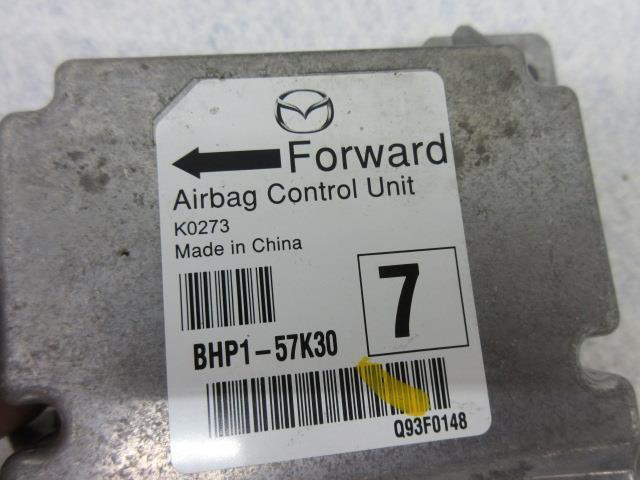 Forward
Airbag Control Unit
K0273
Made in China
7
BHP1-57K30
Q93F0148